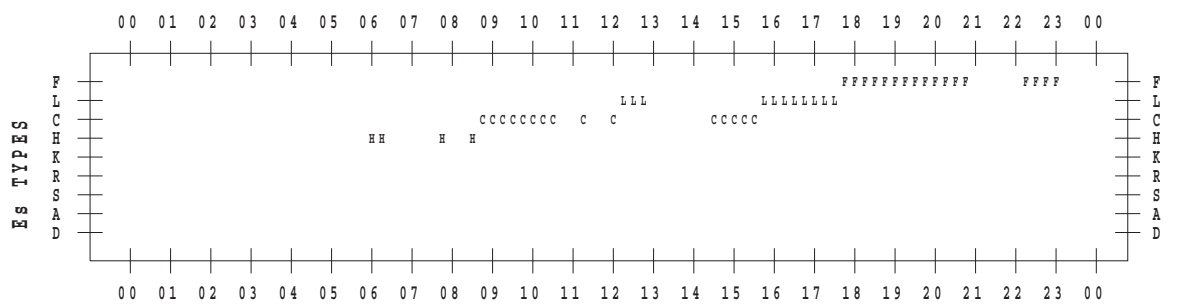 00 01 02 03 04 05 06 07 08 09 10 11 12 13 14 15 16 17 18 19 20 21 22 23 00
Es TYPES
F FFFFFFFFFFFFF FFFF F
L LLL LLLLLLLL L
C CCCCCCCC C C CCCCC C
H HH H H H
K K
R R
S S
A A
D D
00 01 02 03 04 05 06 07 08 09 10 11 12 13 14 15 16 17 18 19 20 21 22 23 00